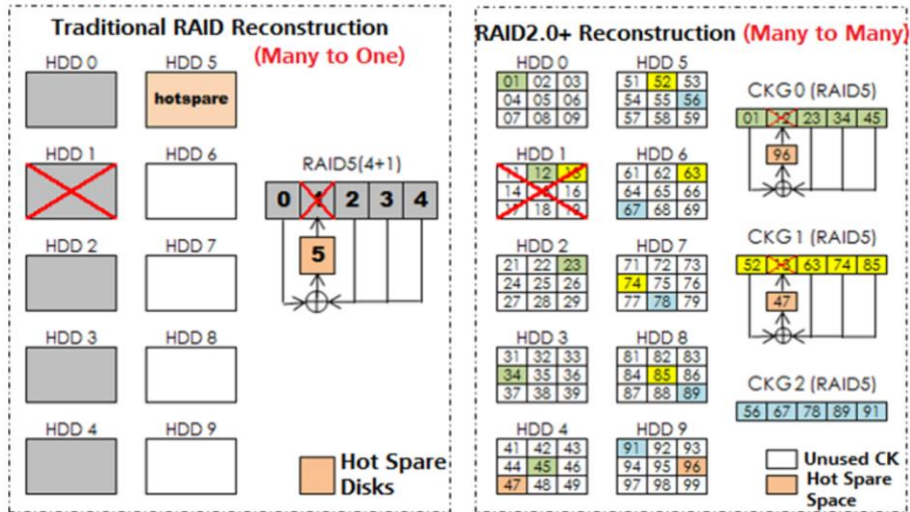 Traditional RAID Reconstruction
(Many to One)
HDD 0
HDD 5
hotspare
HDD 1
HDD 6
RAID5(4+1)
0 1 2 3 4
5
HDD 2
HDD 7
HDD 3
HDD 8
HDD 4
HDD 9
Hot Spare
Disks
RAID2.0+ Reconstruction (Many to Many)
HDD 0
01 02 03
04 05 06
07 08 09
HDD 5
51 52 53
54 55 56
57 58 59
HDD 1
11 12 13
14 16
17 18 19
HDD 6
61 62 63
64 65 66
67 68 69
HDD 2
21 22 23
24 25 26
27 28 29
HDD 7
71 72 73
74 75 76
77 78 79
HDD 3
31 32 33
34 35 36
37 38 39
HDD 8
81 82 83
84 85 86
87 88 89
HDD 4
41 42 43
44 45 46
47 48 49
HDD 9
91 92 93
94 95 96
97 98 99
CKG0 (RAID5)
01 12 23 34 45
96
CKG1 (RAID5)
52 13 63 74 85
47
CKG2 (RAID5)
56 67 78 89 91
Unused CK
Hot Spare
Space